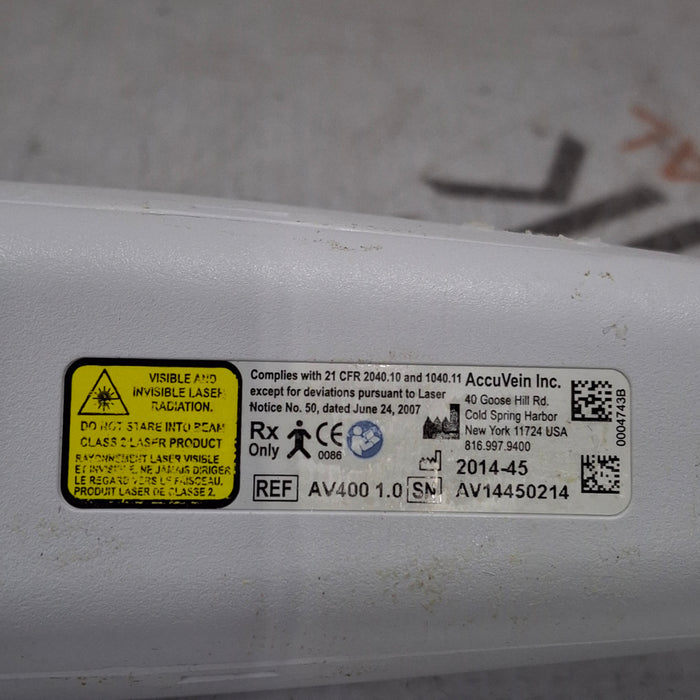 VISIBLE AND
INVISIBLE LASER
RADIATION.
DO NOT STARE INTO BEAM
CLASS 2 LASER PRODUCT
RAYONNEMENT LASER VISIBLE
ET INVISIBLE, NE JAMAIS DIRIGER
LE REGARD VERS LE FAISCEAU.
PRODUIT LASER DE CLASSE 2.
Complies with 21 CFR 2040.10 and 1040.11
except for deviations pursuant to Laser
Notice No. 50, dated June 24, 2007
Rx
Only
CE
0086
AccuVein Inc.
40 Goose Hill Rd.
Cold Spring Harbor
New York 11724 USA
816.997.9400
2014-45
REF AV400 1.0 SN AV14450214
0004743B